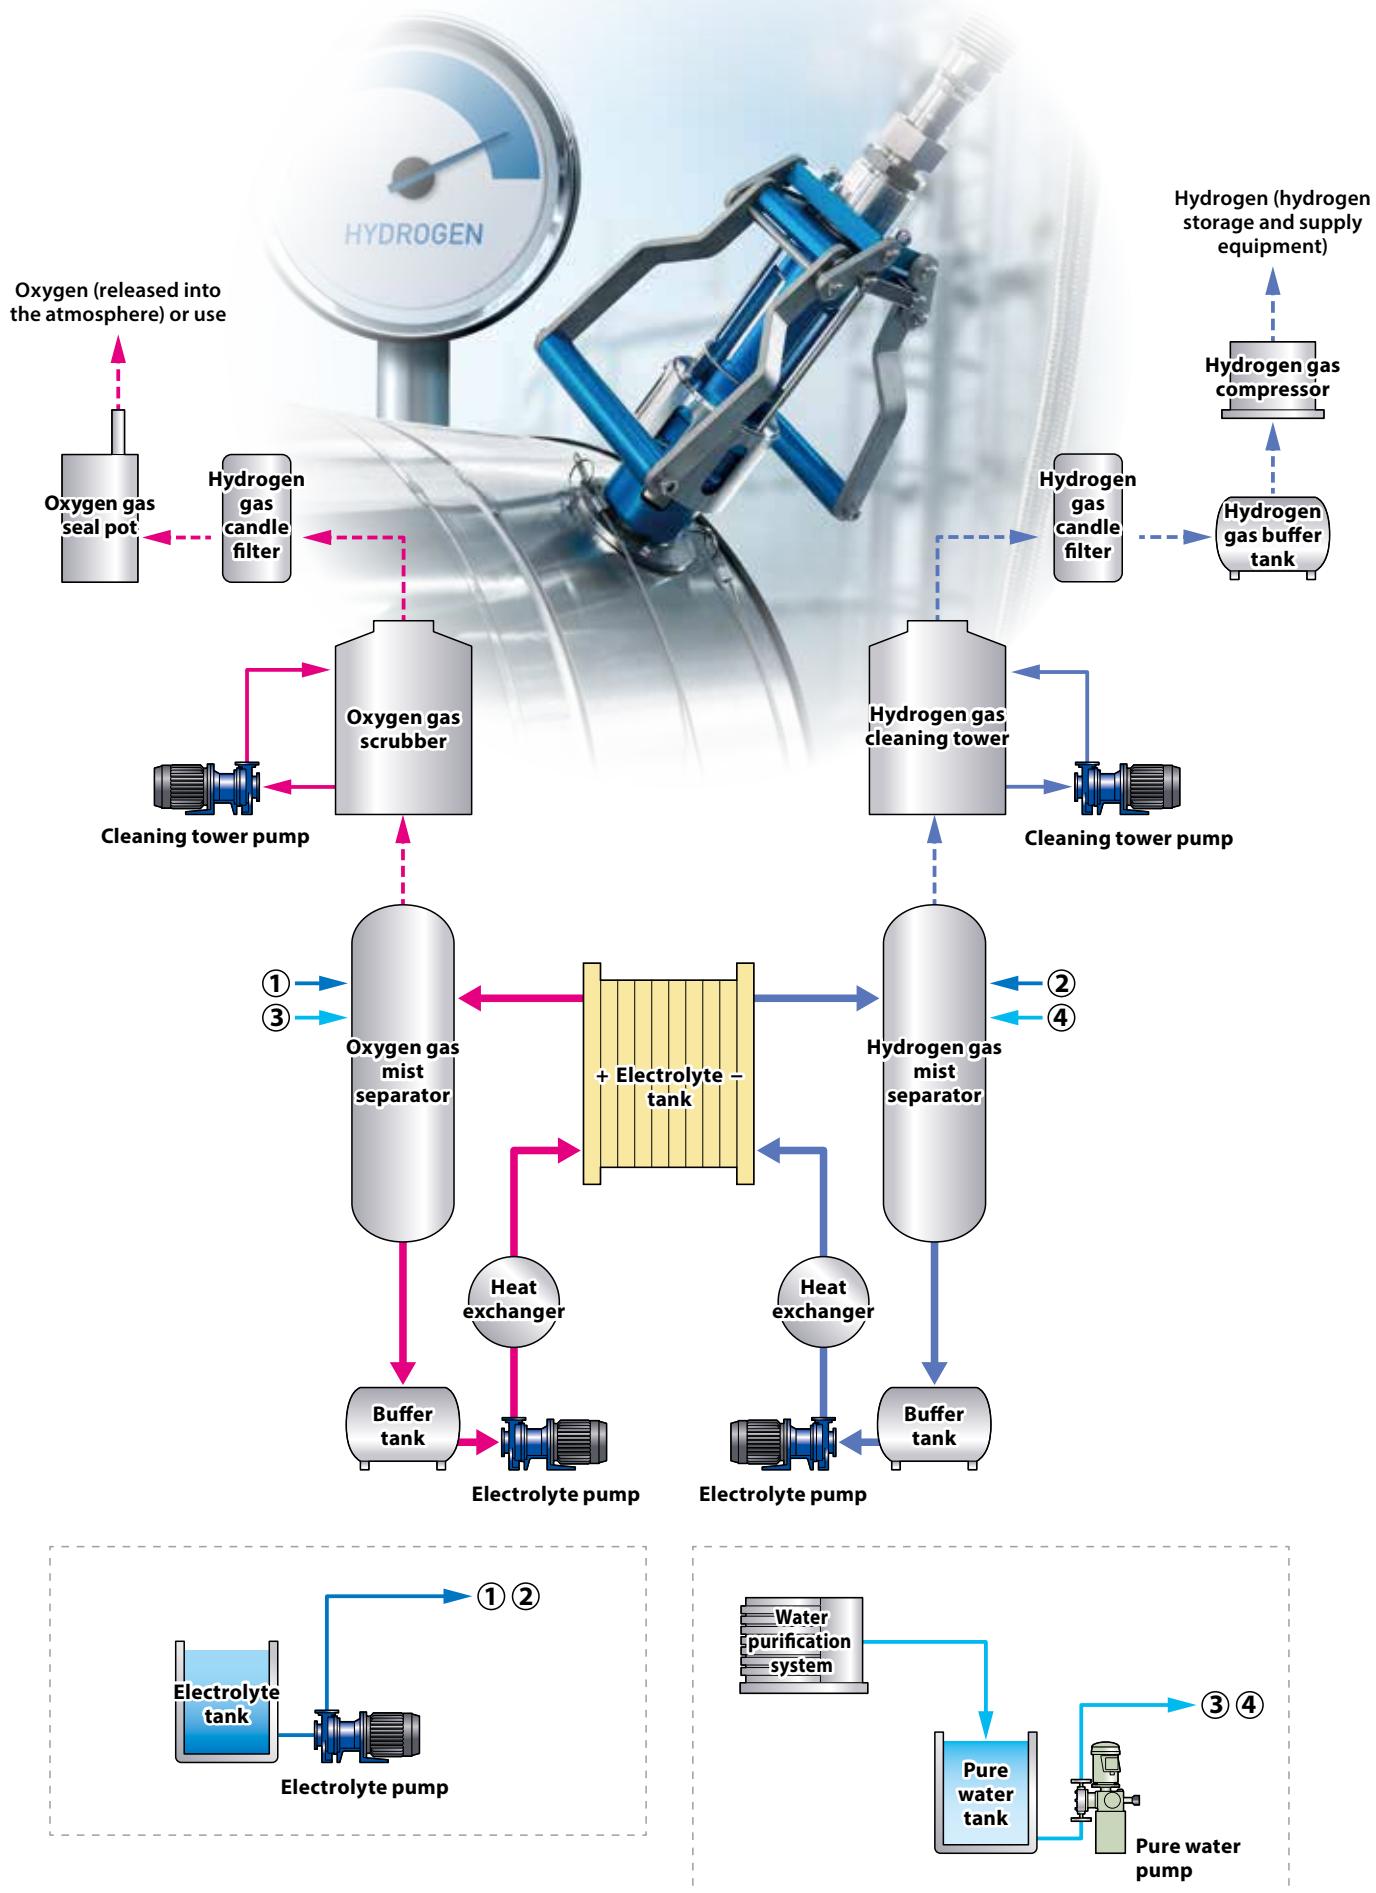 HYDROGEN
Hydrogen (hydrogen
storage and supply
equipment)
Oxygen (released into
the atmosphere) or use
Hydrogen gas
compressor
Oxygen gas
seal pot
Hydrogen
gas
candle
filter
Hydrogen
gas
candle
filter
Hydrogen
gas buffer
tank
Oxygen gas
scrubber
Hydrogen gas
cleaning tower
Cleaning tower pump
Cleaning tower pump
①
③
②
④
Oxygen gas
mist
separator
+ Electrolyte −
tank
Hydrogen gas
mist
separator
Heat
exchanger
Heat
exchanger
Buffer
tank
Buffer
tank
Electrolyte pump
Electrolyte pump
① ②
Electrolyte
tank
Electrolyte pump
Water
purification
system
③ ④
Pure
water
tank
Pure water
pump